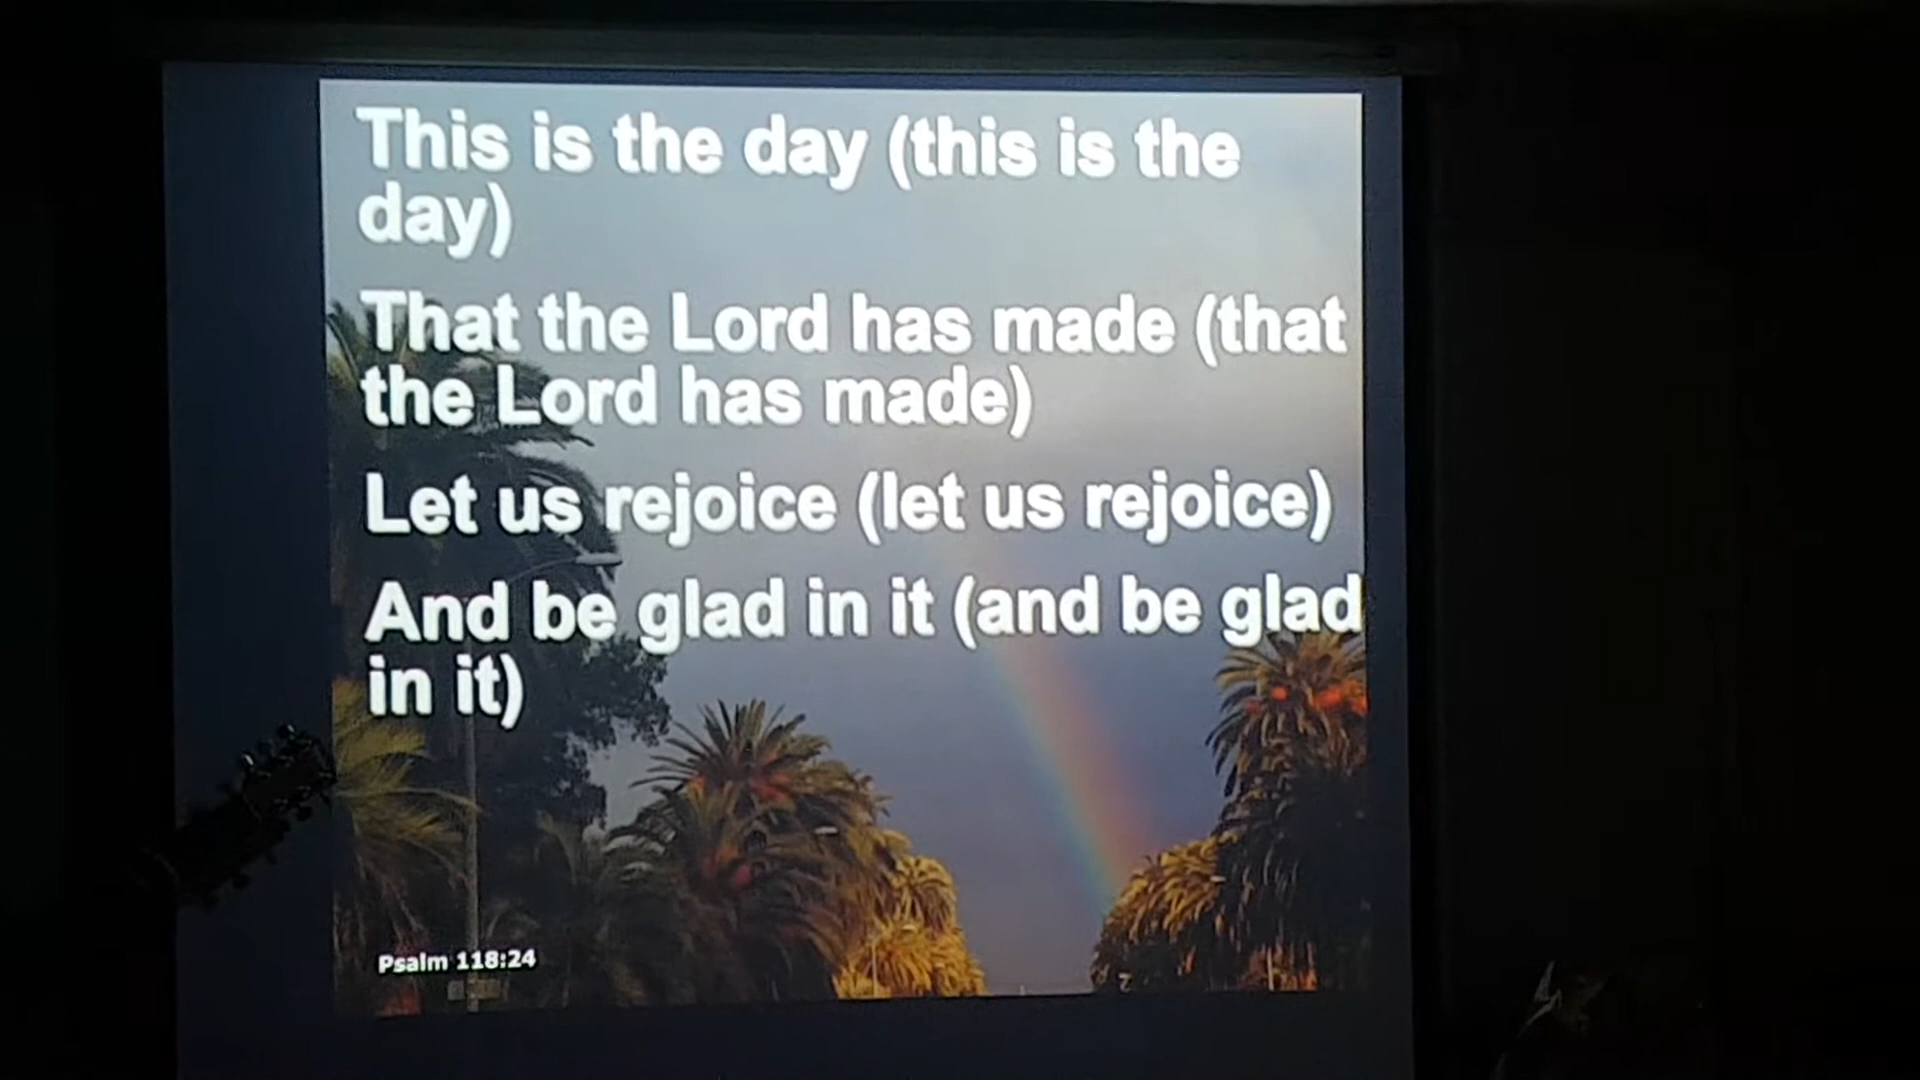 This is the day (this is the
day)
That the Lord has made (that
the Lord has made)
Let us rejoice (let us rejoice)
And be glad in it (and be glad
in it)
Psalm 118:24